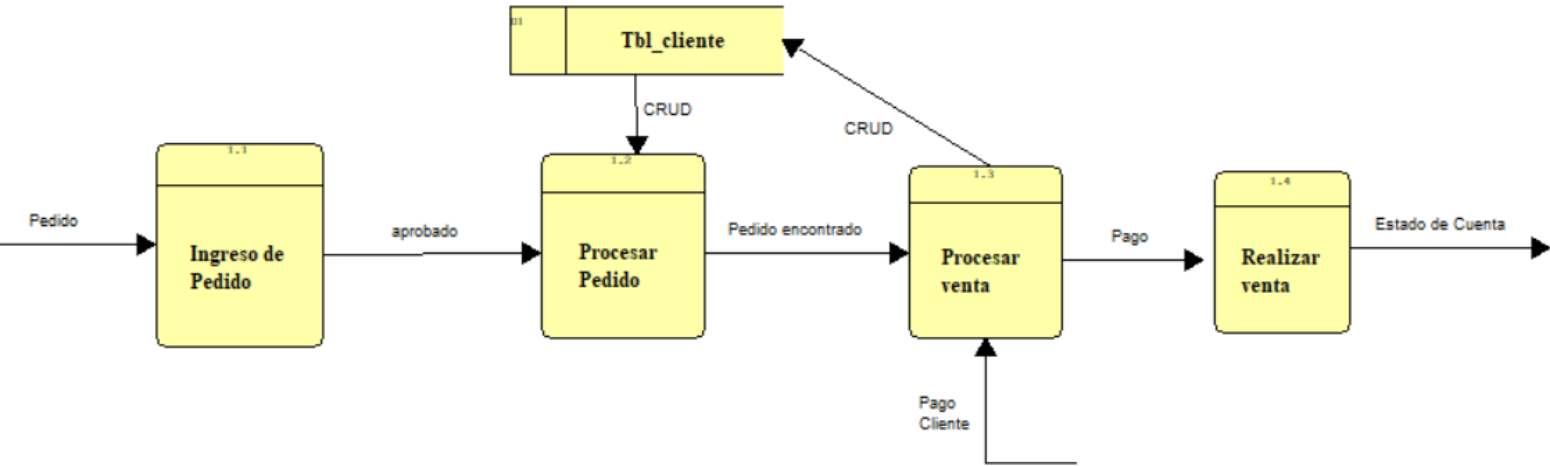 D1
Tbl_cliente
CRUD
CRUD
1.1
1.2
1.3
1.4
Pedido
Ingreso de
Pedido
aprobado
Procesar
Pedido
Pedido encontrado
Procesar
venta
Pago
Realizar
venta
Estado de Cuenta
Pago
Cliente